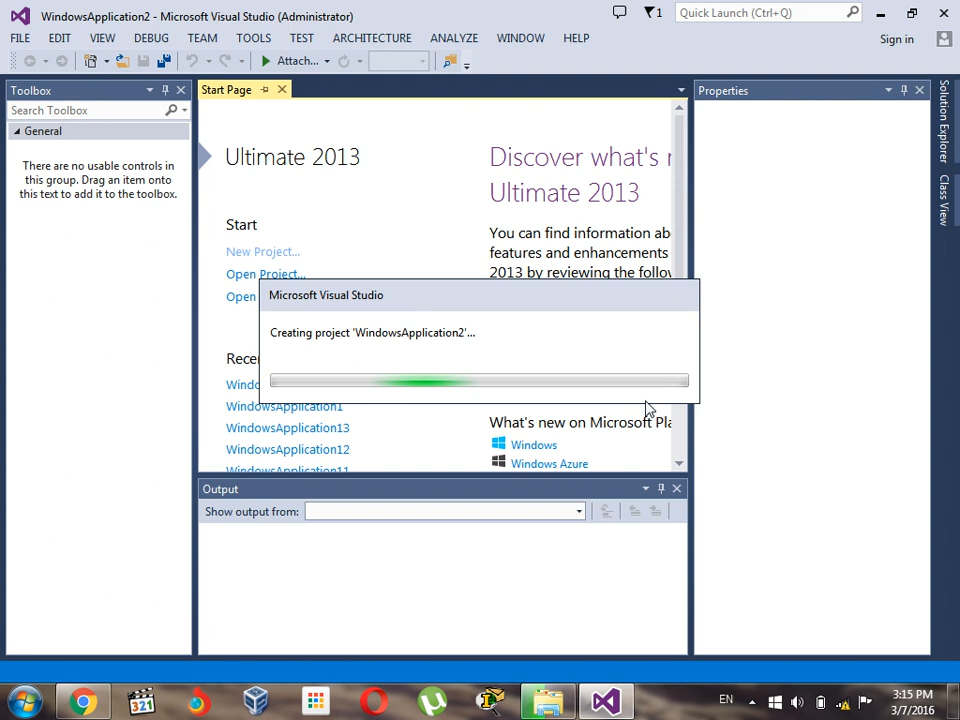 WindowsApplication2 - Microsoft Visual Studio (Administrator)
1
Quick Launch (Ctrl+Q)
FILE EDIT VIEW DEBUG TEAM TOOLS TEST ARCHITECTURE ANALYZE WINDOW HELP
Sign in
Attach...
Toolbox
Search Toolbox
General
There are no usable controls in
this group. Drag an item onto
this text to add it to the toolbox.
Start Page
Ultimate 2013
Start
New Project...
Open Project...
Open
Discover what's
Ultimate 2013
You can find information
features and enhancements
2013 by reviewing the
Microsoft Visual Studio
Creating project 'WindowsApplication2'...
WindowsApplication1
WindowsApplication13
WindowsApplication12
WindowsApplication11
What's new on Microsoft
Windows
Windows Azure
Output
Show output from:
Properties
Solution Explorer
Class View
321
EN
3:15 PM
3/7/2016